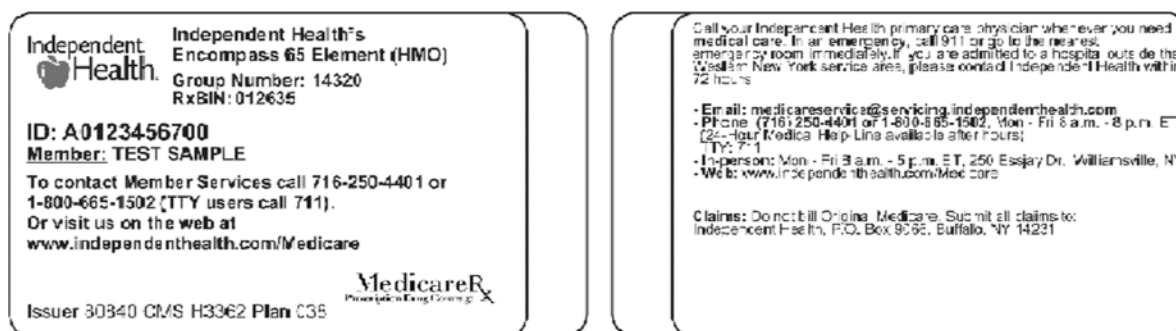 Independent
Health.
Independent Health's
Encompass 65 Element (HMO)
Group Number: 14320
RxBIN: 012635
ID: A0123456700
Member: TEST SAMPLE
To contact Member Services call 716-250-4401 or
1-800-665-1502 (TTY users call 711).
Or visit us on the web at
www.independenthealth.com/Medicare
MedicareRx
Prescription Drug Coverage
Issuer 80840 CMS H3362 Plan 038
Call your Independent Health primary care physician whenever you need
medical care. In an emergency, call 911 or go to the nearest
emergency room immediately. If you are admitted to a hospital outside the
Western New York service area, please contact Independent Health within
72 hours
- Email: medicareservice@servicing.independenthealth.com
- Phone: (716) 250-4401 or 1-800-665-1502, Mon - Fri 8 a.m. - 8 p.m. ET
(24-Hour Medical Help Line available after hours)
TTY: 711
- In-person: Mon - Fri 8 a.m. - 5 p.m. ET, 250 Essjay Dr. Williamsville, NY
- Web: www.independenthealth.com/Medicare
Claims: Do not bill Original Medicare. Submit all claims to:
Independent Health, P.O. Box 9066, Buffalo, NY 14231